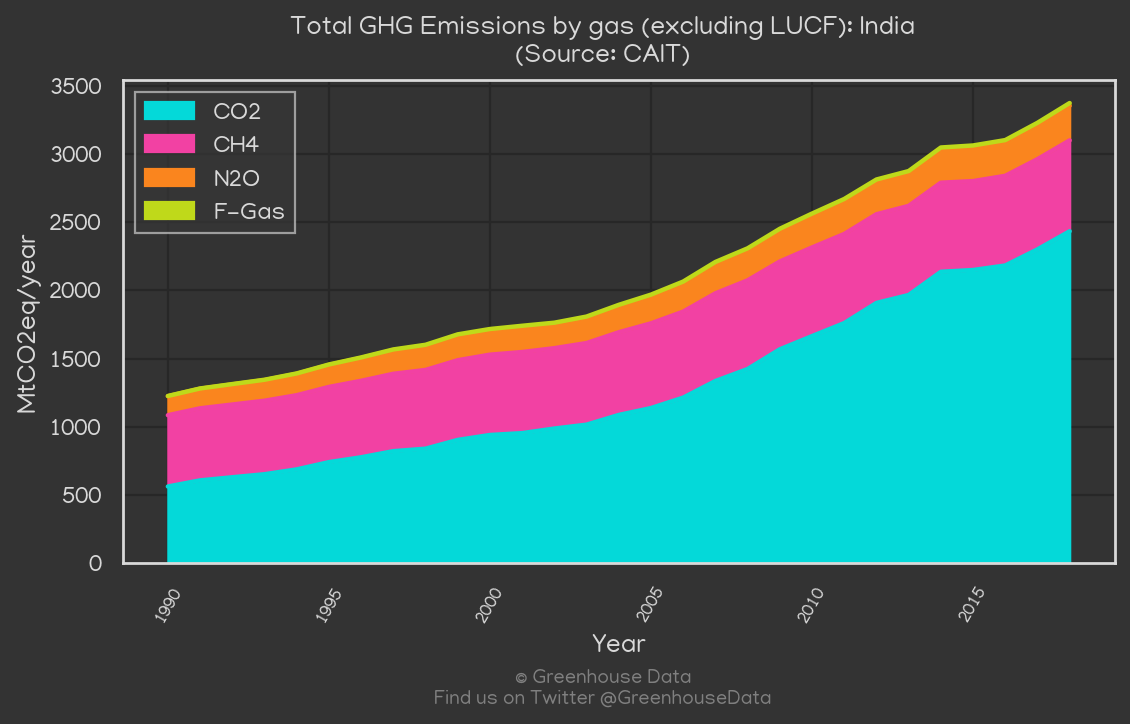 Total GHG Emissions by gas (excluding LUCF): India
(Source: CAIT)
3500
3000
2500
2000
1500
1000
500
0
MtCO2eq/year
CO2
CH4
N2O
F-Gas
1990
1995
2000
2005
2010
2015
Year
© Greenhouse Data
Find us on Twitter @GreenhouseData